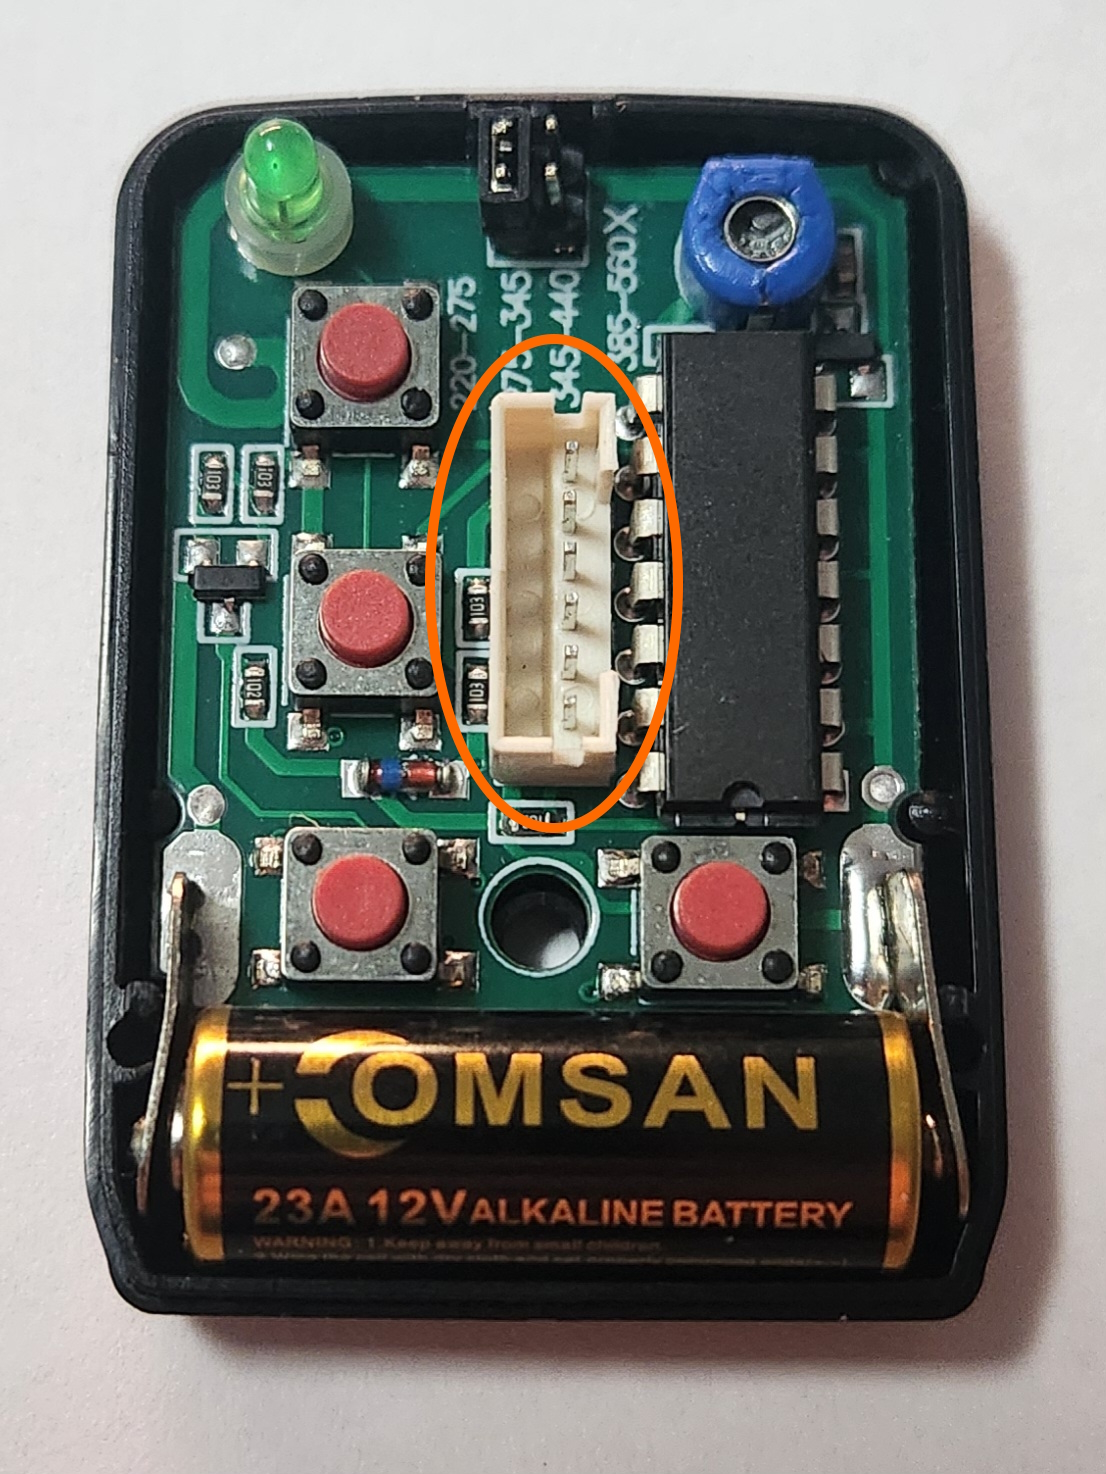 220-275
275-345
345-440
385-560X
103
103
103
103
102
+ COMSAN
23A 12V ALKALINE BATTERY
WARNING: 1.Keep away from small children.